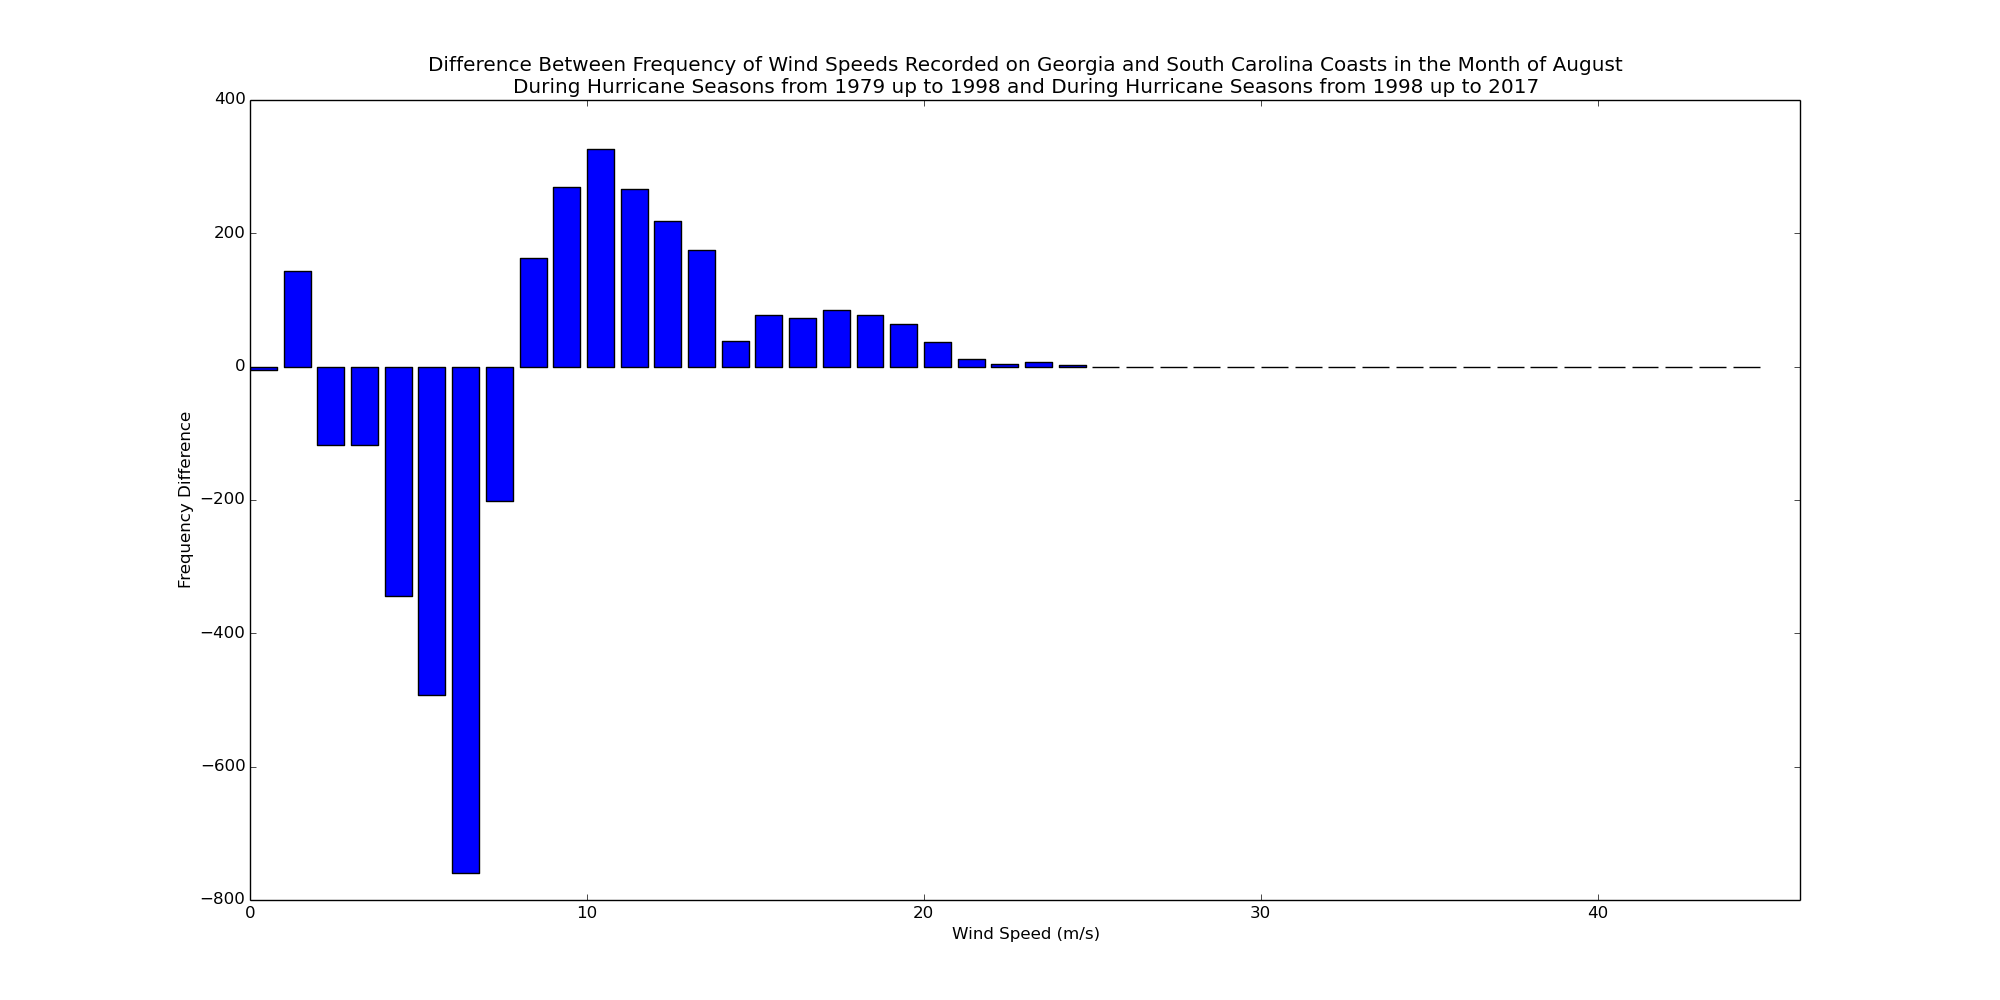 Difference Between Frequency of Wind Speeds Recorded on Georgia and South Carolina Coasts in the Month of August
During Hurricane Seasons from 1979 up to 1998 and During Hurricane Seasons from 1998 up to 2017
400
200
0
−200
−400
−600
−800
Frequency Difference
0 10 20 30 40
Wind Speed (m/s)